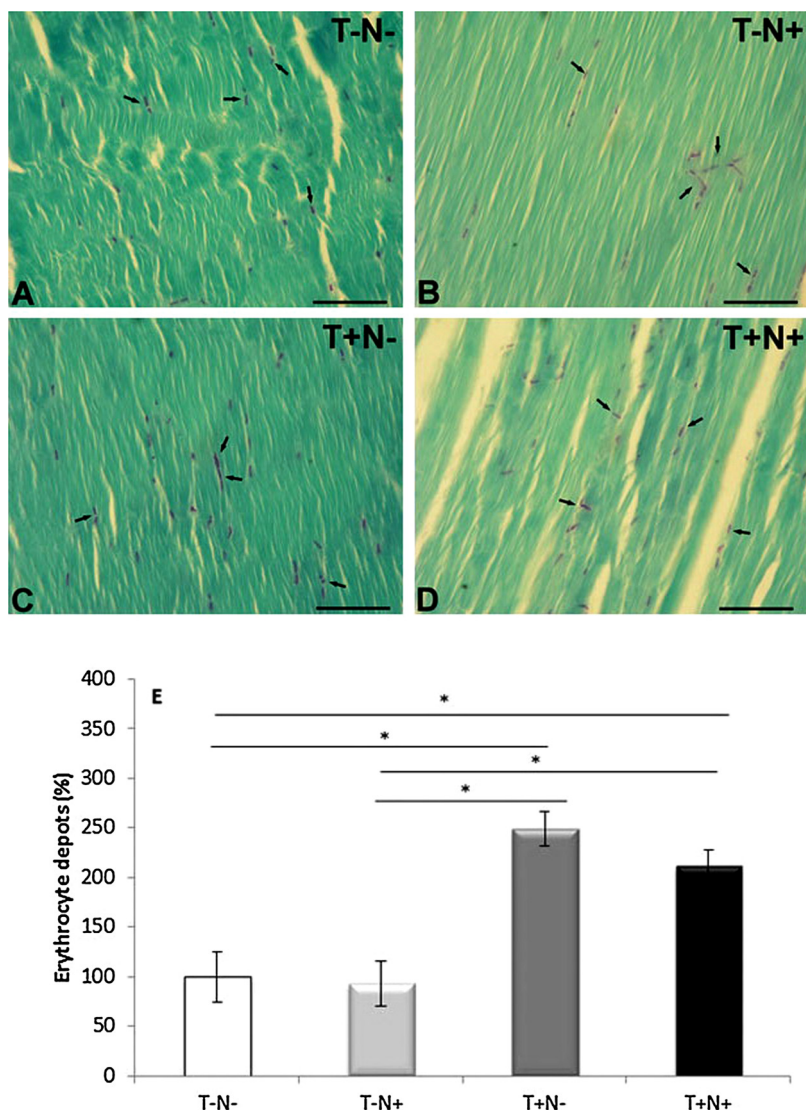 T-N-
T-N+
A
B
T+N-
T+N+
C
D
E
Erythrocyte depots (%)
400
350
300
250
200
150
100
50
0
*
*
*
*
T-N-
T-N+
T+N-
T+N+